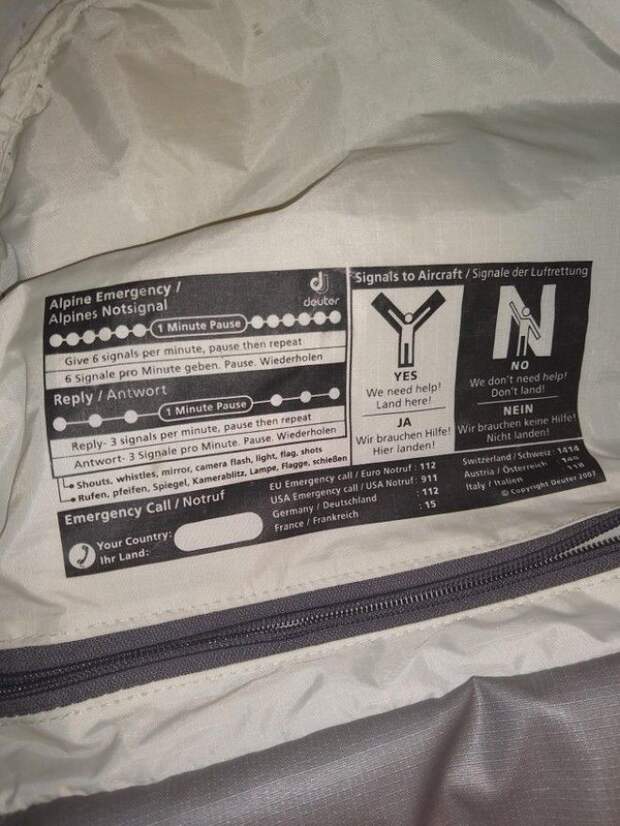 Alpine Emergency /
Alpines Notsignal
deuter
1 Minute Pause
Give 6 signals per minute, pause then repeat
6 Signale pro Minute geben. Pause. Wiederholen
Reply / Antwort
1 Minute Pause
Reply- 3 signals per minute, pause then repeat
Antwort- 3 Signale pro Minute. Pause. Wiederholen
Shouts, whistles, mirror, camera flash, light, flag, shots
Rufen, pfeifen, Spiegel, Kamerablitz, Lampe, Flagge, schießen
Signals to Aircraft / Signale der Luftrettung
YES
We need help!
Land here!
JA
Wir brauchen Hilfe!
Hier landen!
N
NO
We don't need help!
Don't land!
NEIN
Wir brauchen keine Hilfe!
Nicht landen!
Emergency Call / Notruf
Your Country:
Ihr Land:
EU Emergency call / Euro Notruf : 112
USA Emergency call / USA Notruf : 911
Germany / Deutschland : 112
France / Frankreich : 15
Switzerland / Schweiz : 1414
Austria / Österreich :
Italy / Italien : 118
© Copyright Deuter 2007